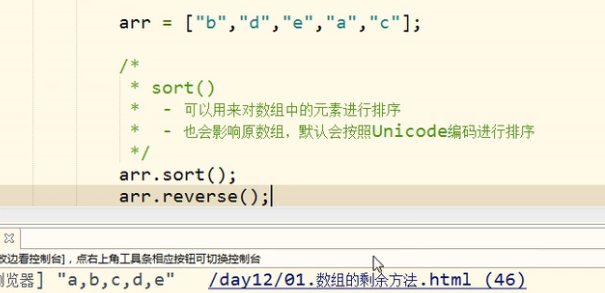 arr = ["b","d","e","a","c"];
/*
* sort()
* - 可以用来对数组中的元素进行排序
* - 也会影响原数组，默认会按照Unicode编码进行排序
*/
arr.sort();
arr.reverse();
改边看控制台]，点右上角工具条相应按钮可切换控制台
浏览器] "a,b,c,d,e" /day12/01.数组的剩余方法.html (46)